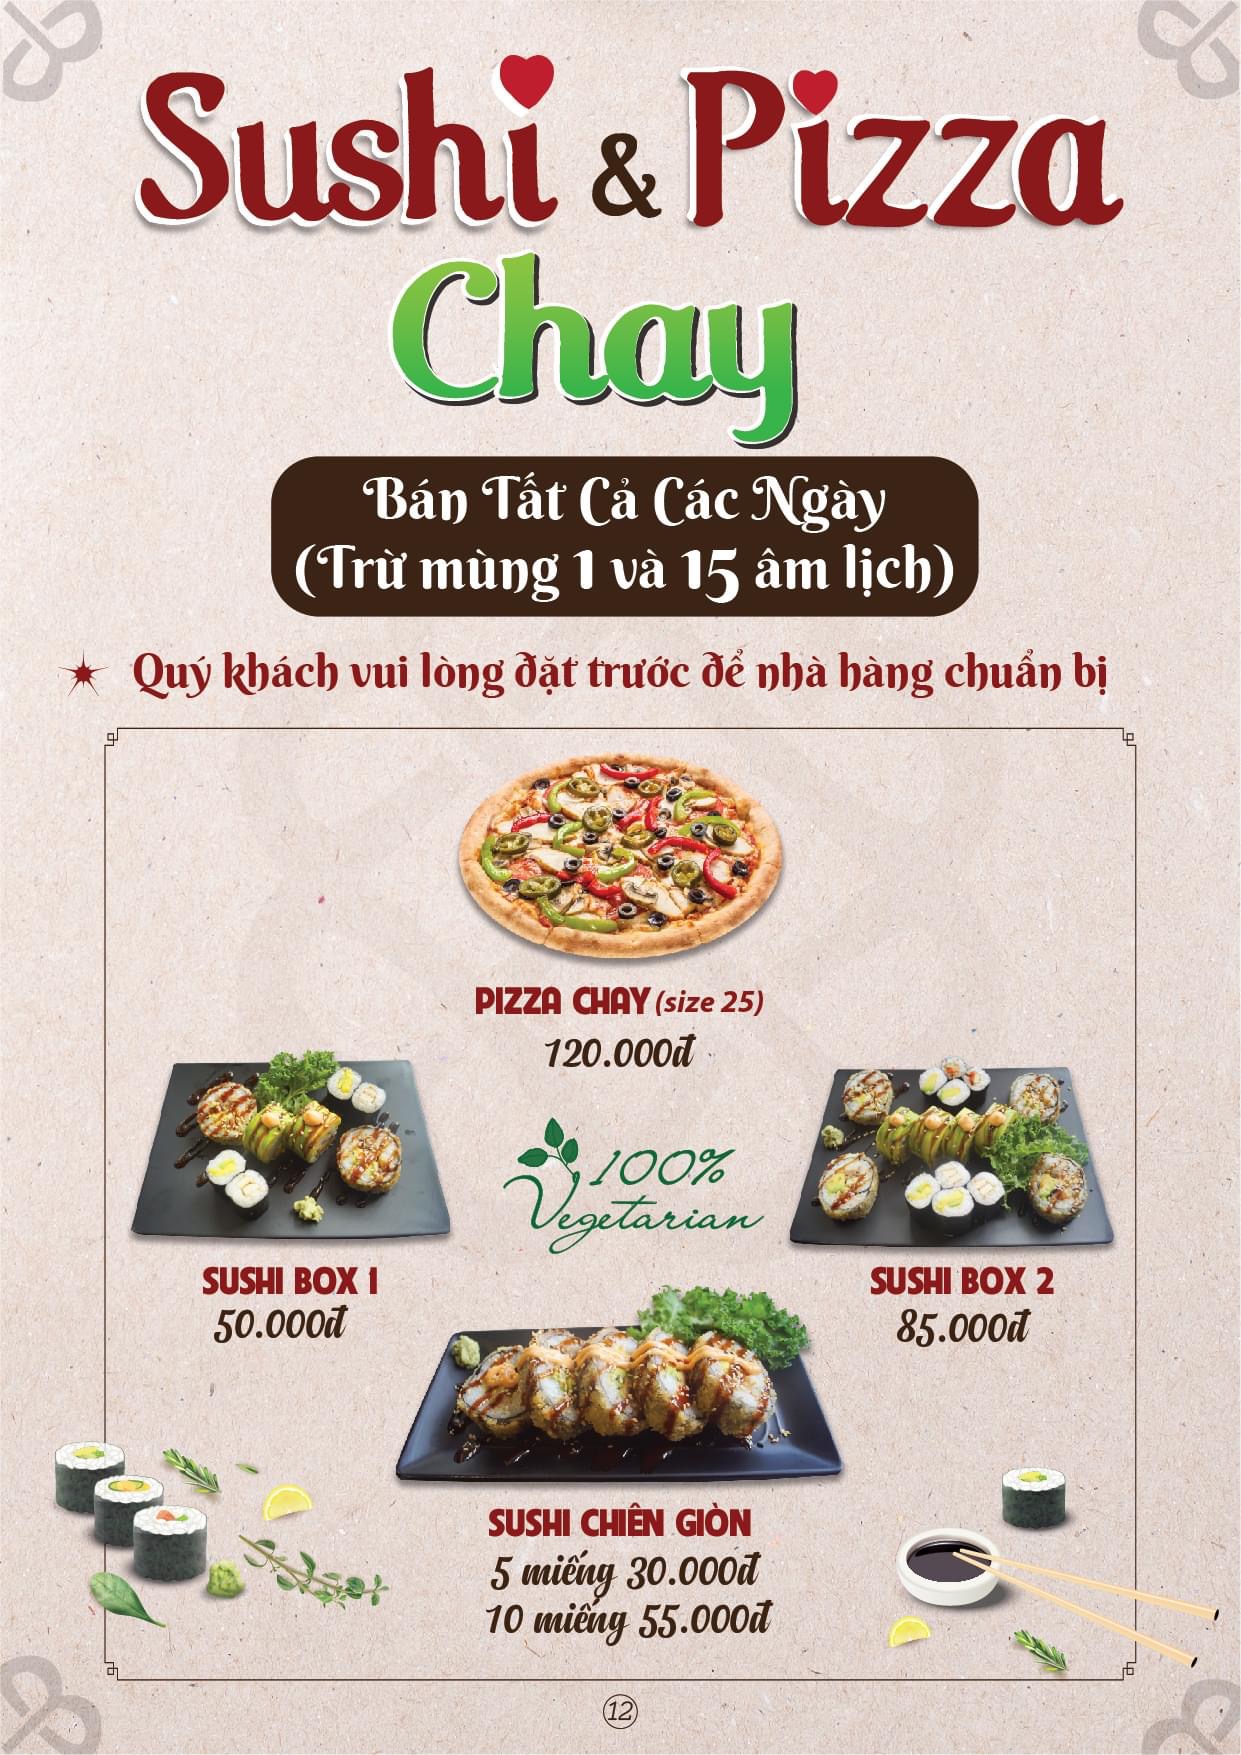 Sushi & Pizza
Chay
Bán Tất Cả Các Ngày
(Trừ mùng 1 và 15 âm lịch)
Quý khách vui lòng đặt trước để nhà hàng chuẩn bị
PIZZA CHAY (size 25)
120.000đ
100%
Vegetarian
SUSHI BOX 1
50.000đ
SUSHI BOX 2
85.000đ
SUSHI CHIÊN GIÒN
5 miếng 30.000đ
10 miếng 55.000đ
12